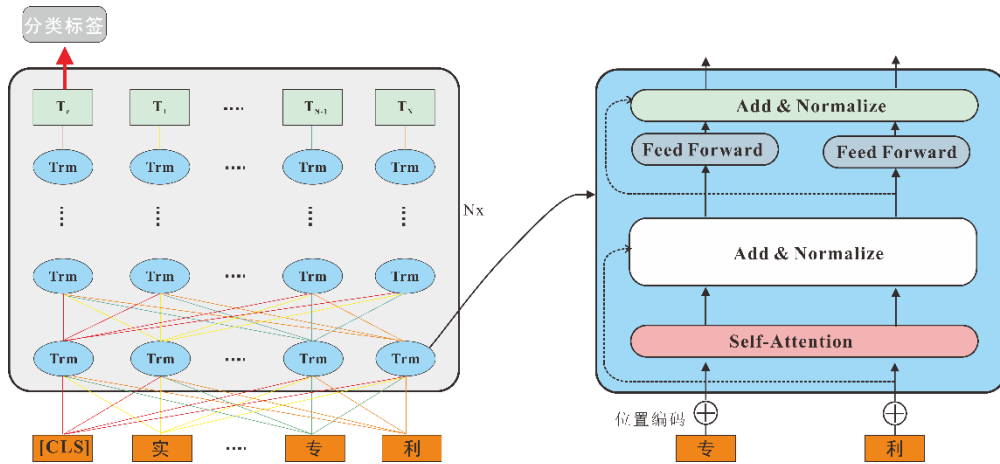 分类标签
T_c T_1 .... T_{N-1} T_N
Trm Trm .... Trm Trm
Nx
Trm Trm .... Trm Trm
Trm Trm .... Trm Trm
[CLS] 实 .... 专 利
Add & Normalize
Feed Forward Feed Forward
Add & Normalize
Self-Attention
位置编码
专 利